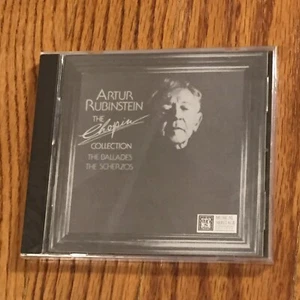 ARTUR
RUBINSTEIN
THE
Chopin
COLLECTION
THE BALLADES
THE SCHERZOS